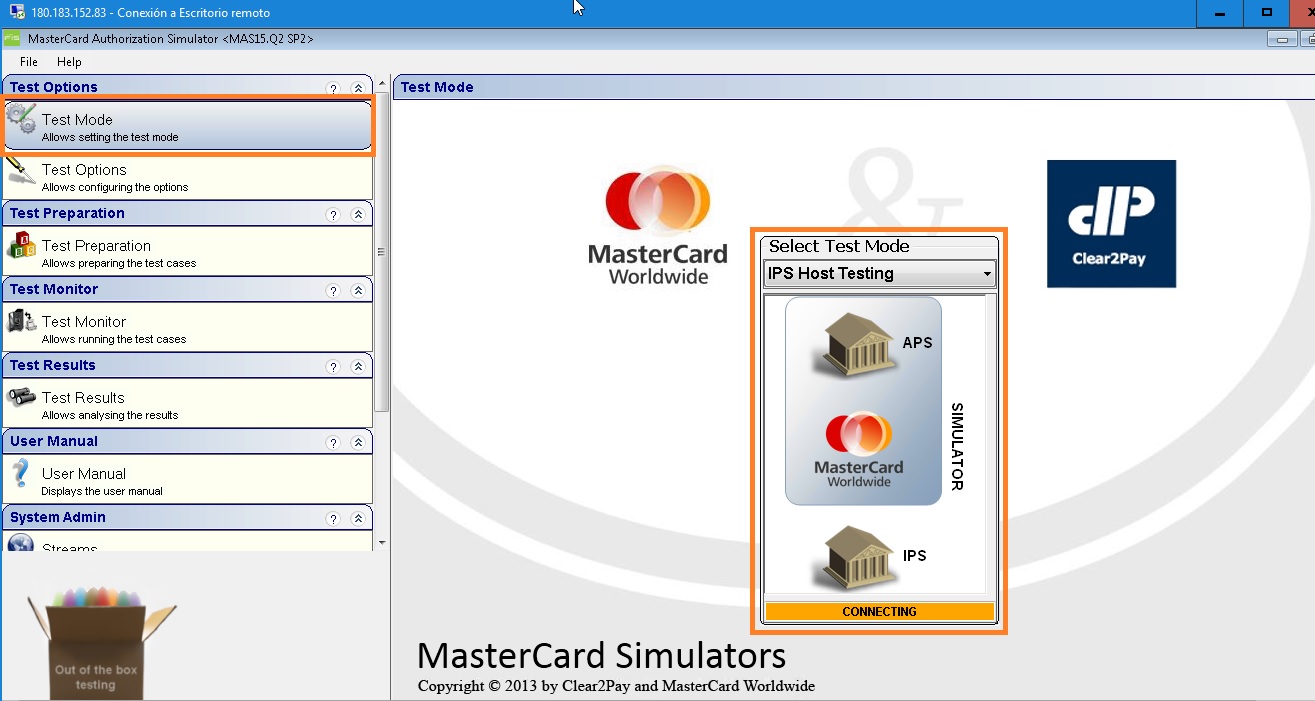 180.183.152.83 - Conexión a Escritorio remoto
FIS
MasterCard Authorization Simulator <MAS15.Q2 SP2>
File Help
Test Options ?
Test Mode
Allows setting the test mode
Test Options
Allows configuring the options
Test Preparation ?
Test Preparation
Allows preparing the test cases
Test Monitor ?
Test Monitor
Allows running the test cases
Test Results ?
Test Results
Allows analysing the results
User Manual ?
User Manual
Displays the user manual
System Admin ?
Streams
Out of the box
testing
Test Mode
MasterCard
Worldwide
&
Clear2Pay
Select Test Mode
IPS Host Testing
APS
MasterCard
Worldwide
SIMULATOR
IPS
CONNECTING
MasterCard Simulators
Copyright © 2013 by Clear2Pay and MasterCard Worldwide